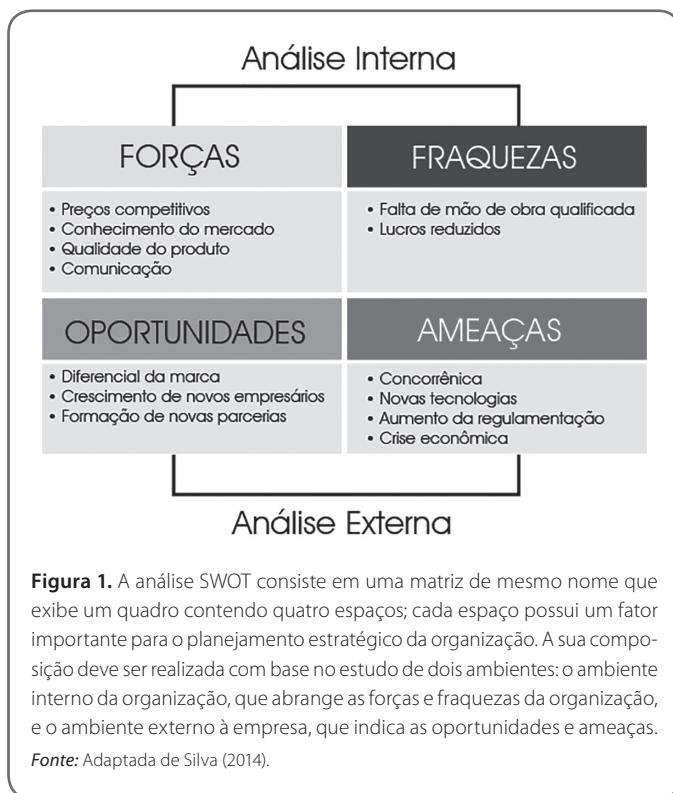 Análise Interna
FORÇAS
• Preços competitivos
• Conhecimento do mercado
• Qualidade do produto
• Comunicação
FRAQUEZAS
• Falta de mão de obra qualificada
• Lucros reduzidos
OPORTUNIDADES
• Diferencial da marca
• Crescimento de novos empresários
• Formação de novas parcerias
AMEAÇAS
• Concorrênica
• Novas tecnologias
• Aumento da regulamentação
• Crise econômica
Análise Externa
Figura 1. A análise SWOT consiste em uma matriz de mesmo nome que
exibe um quadro contendo quatro espaços; cada espaço possui um fator
importante para o planejamento estratégico da organização. A sua compo-
sição deve ser realizada com base no estudo de dois ambientes: o ambiente
interno da organização, que abrange as forças e fraquezas da organização,
e o ambiente externo à empresa, que indica as oportunidades e ameaças.
Fonte: Adaptada de Silva (2014).